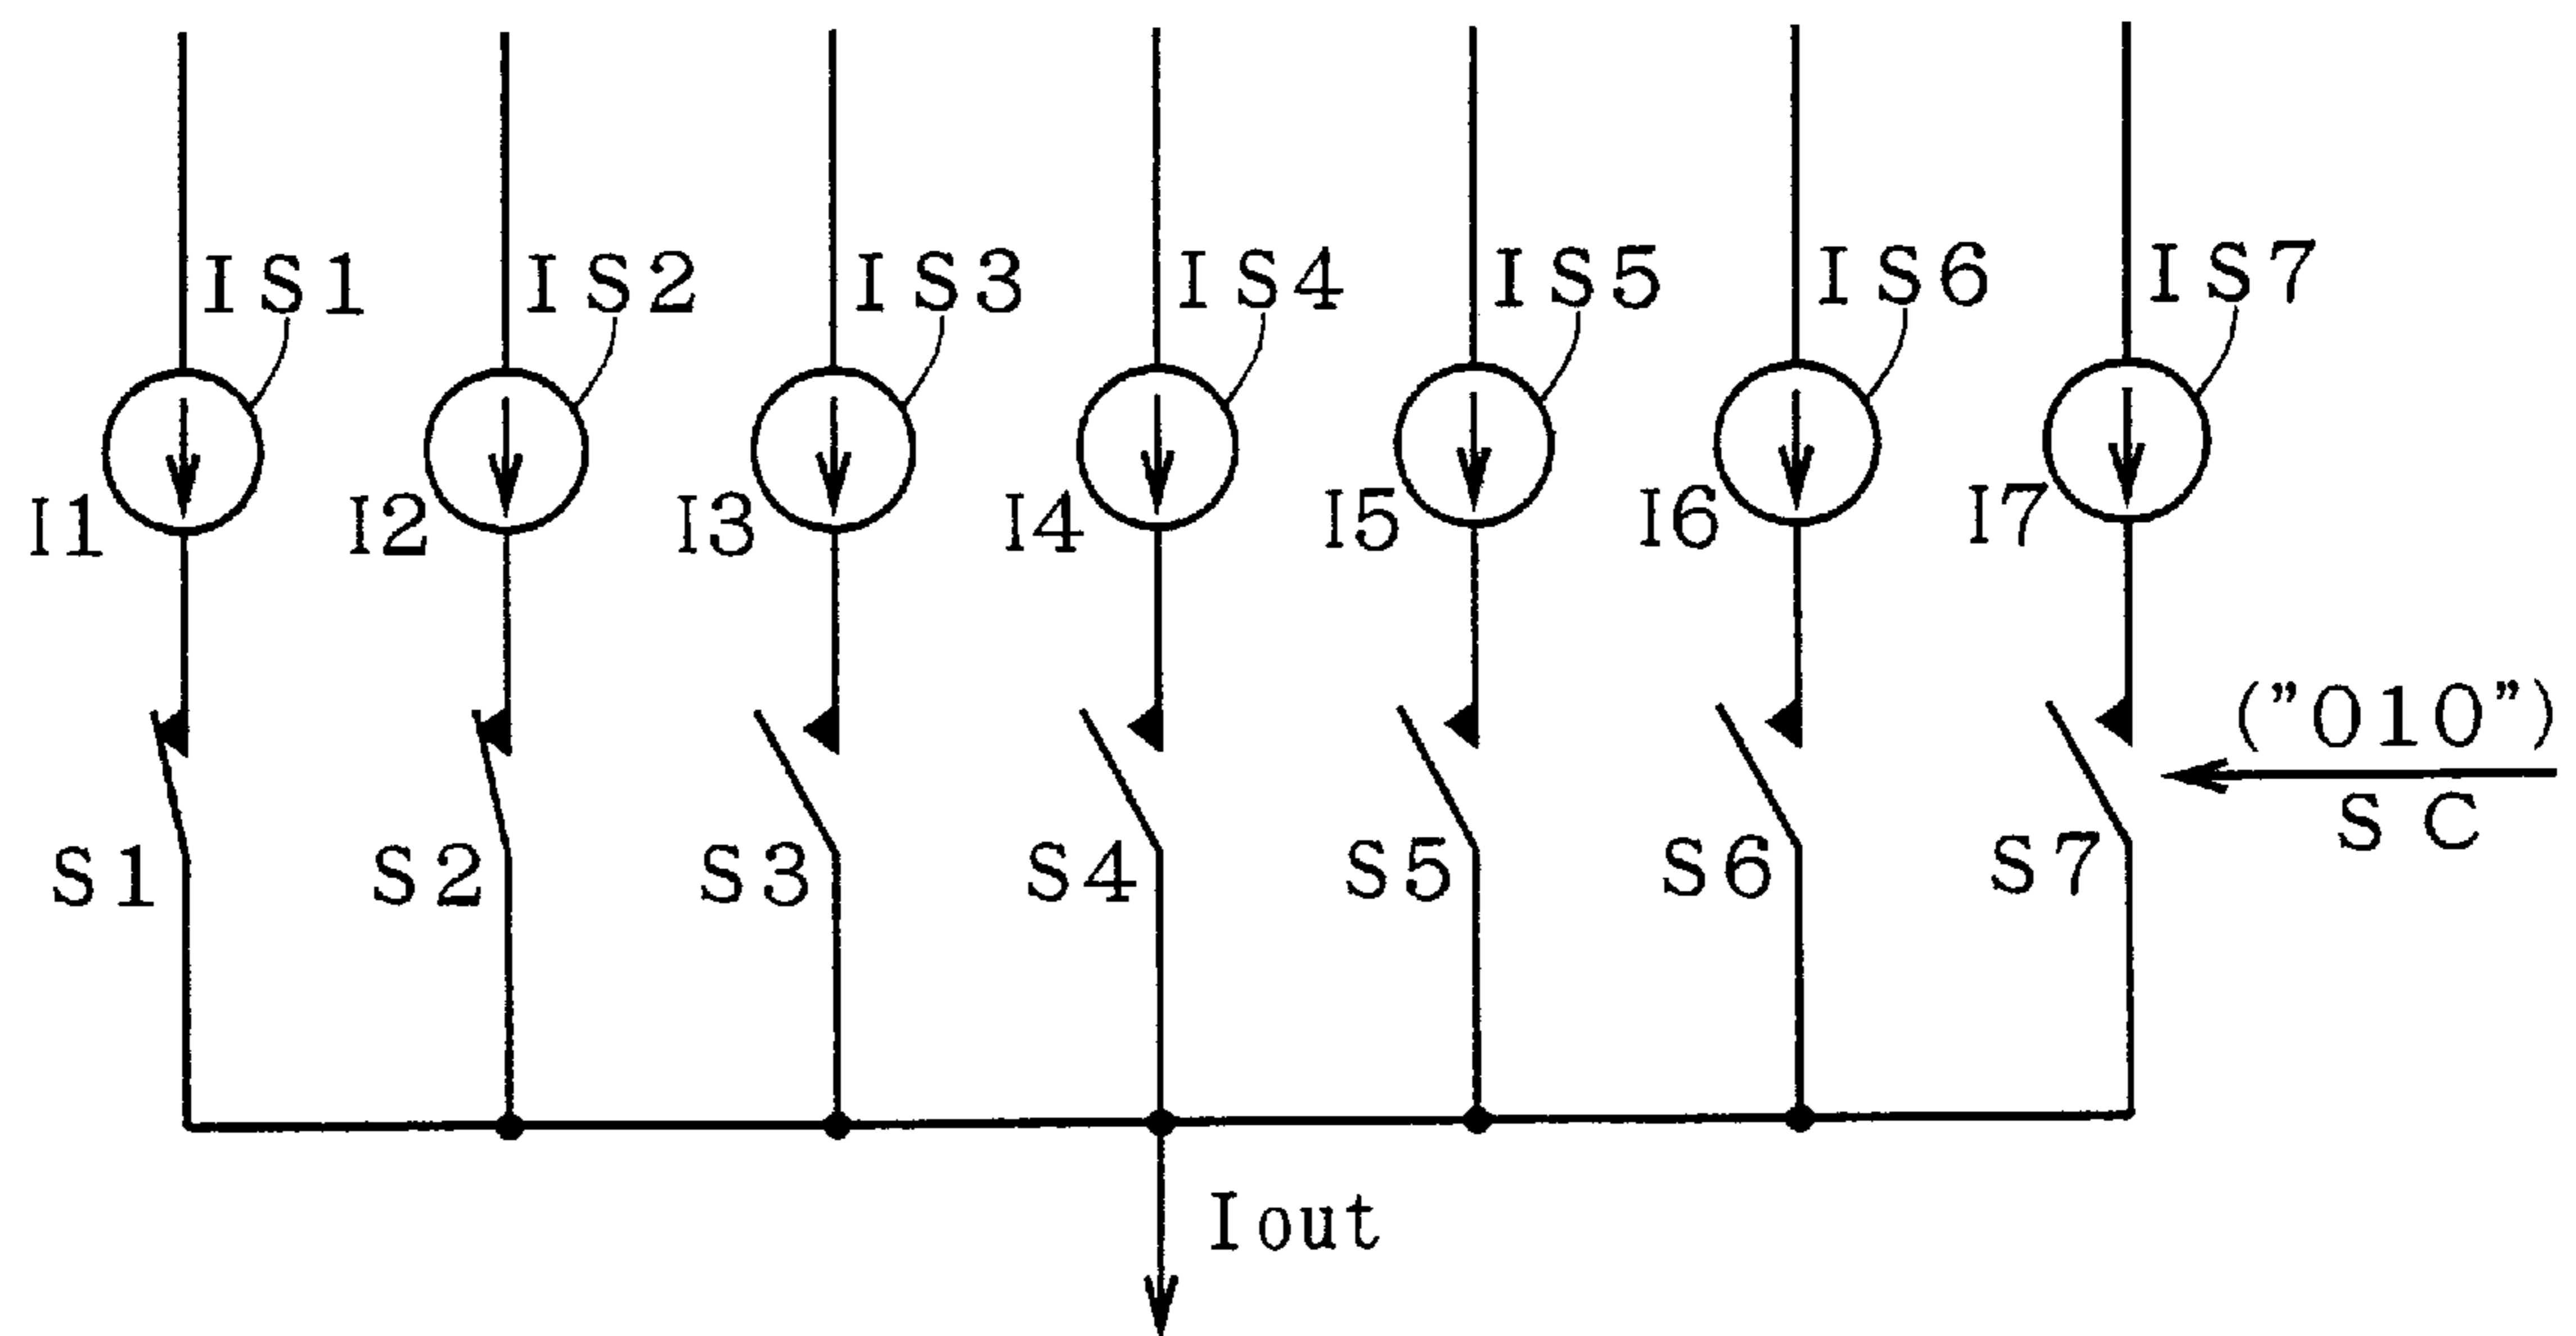 IS1 IS2 IS3 IS4 IS5 IS6 IS7
I1 I2 I3 I4 I5 I6 I7
("010")
SC
S1 S2 S3 S4 S5 S6 S7
Iout